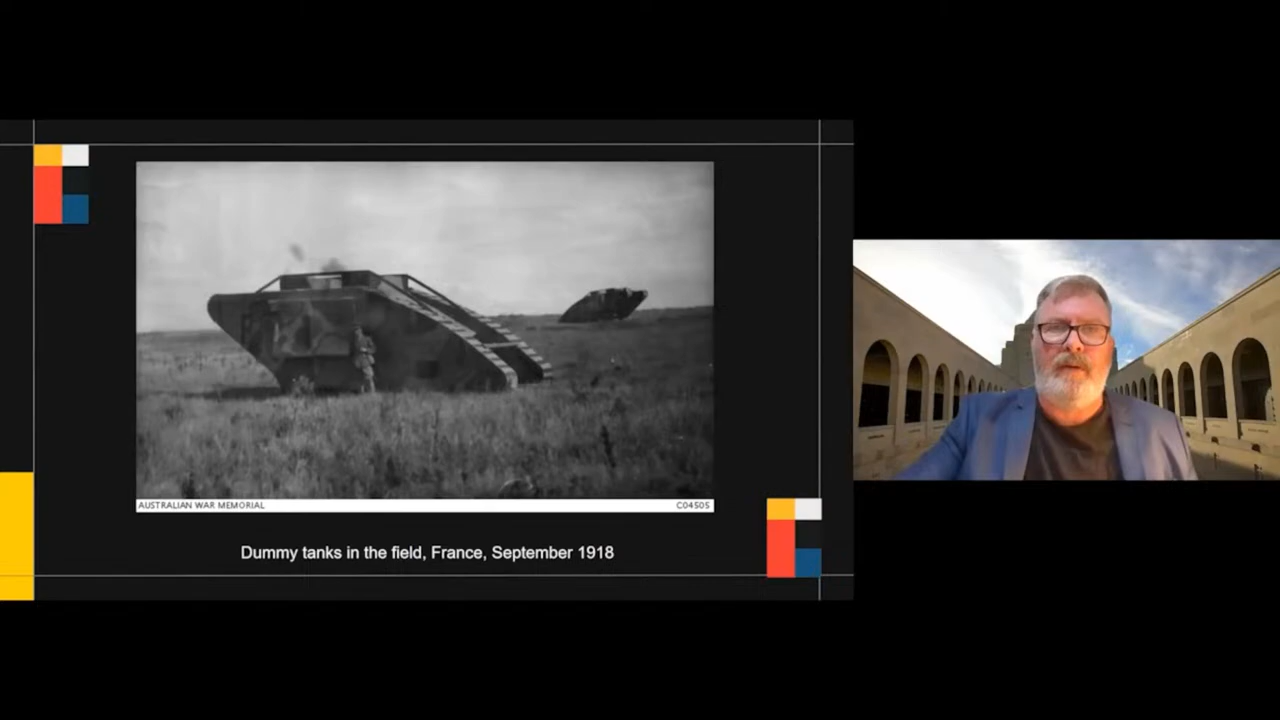 AUSTRALIAN WAR MEMORIAL C04505
Dummy tanks in the field, France, September 1918